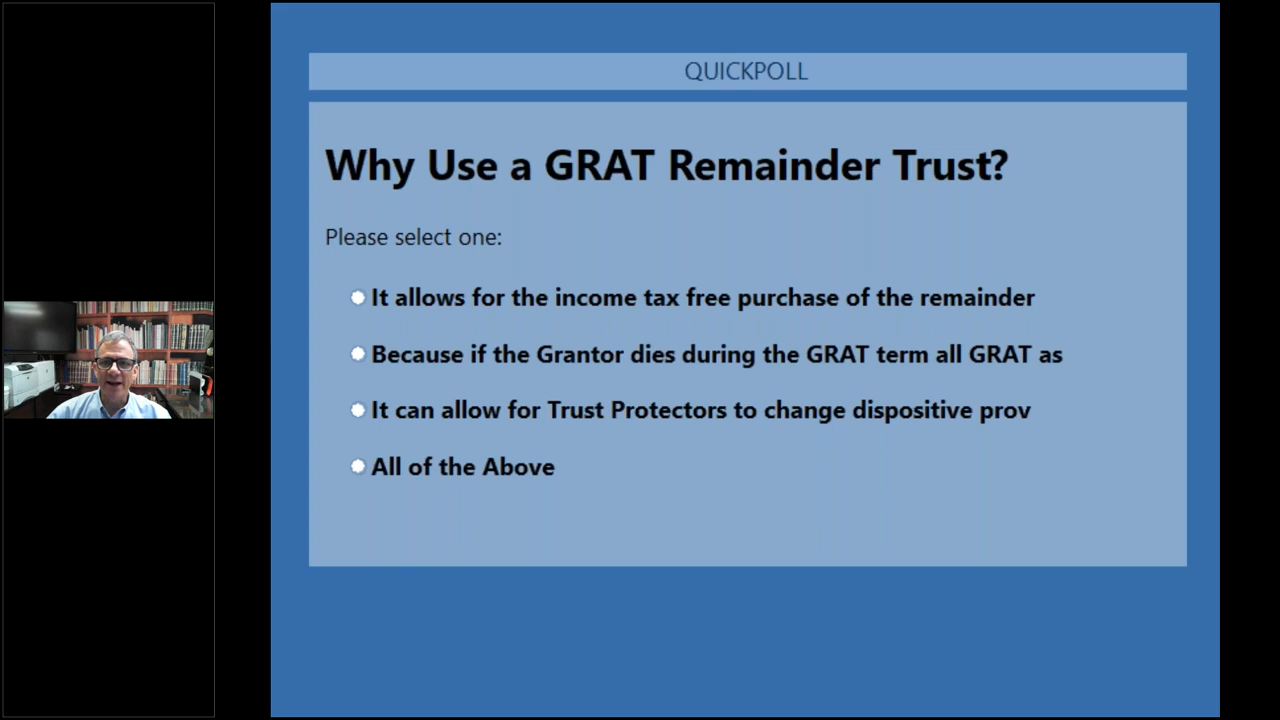 QUICKPOLL
Why Use a GRAT Remainder Trust?
Please select one:
It allows for the income tax free purchase of the remainder
Because if the Grantor dies during the GRAT term all GRAT as
It can allow for Trust Protectors to change dispositive prov
All of the Above